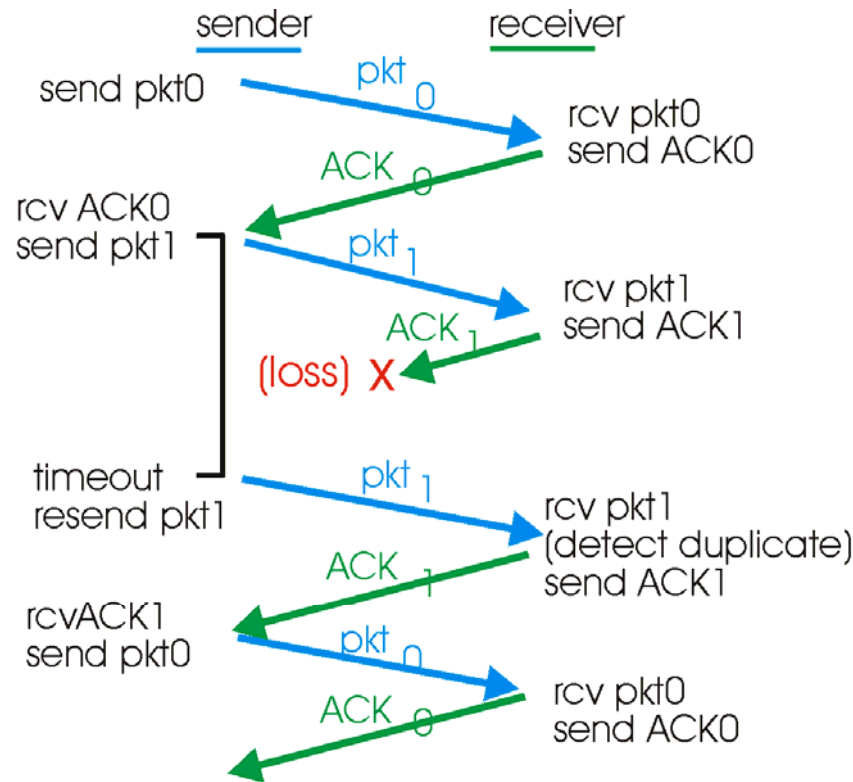 sender
receiver
send pkt0
pkt 0
rcv pkt0
send ACK0
ACK 0
rcv ACK0
send pkt1
pkt 1
rcv pkt1
send ACK1
ACK 1
(loss) X
timeout
resend pkt1
pkt 1
rcv pkt1
(detect duplicate)
send ACK1
ACK 1
rcvACK1
send pkt0
pkt 0
rcv pkt0
send ACK0
ACK 0